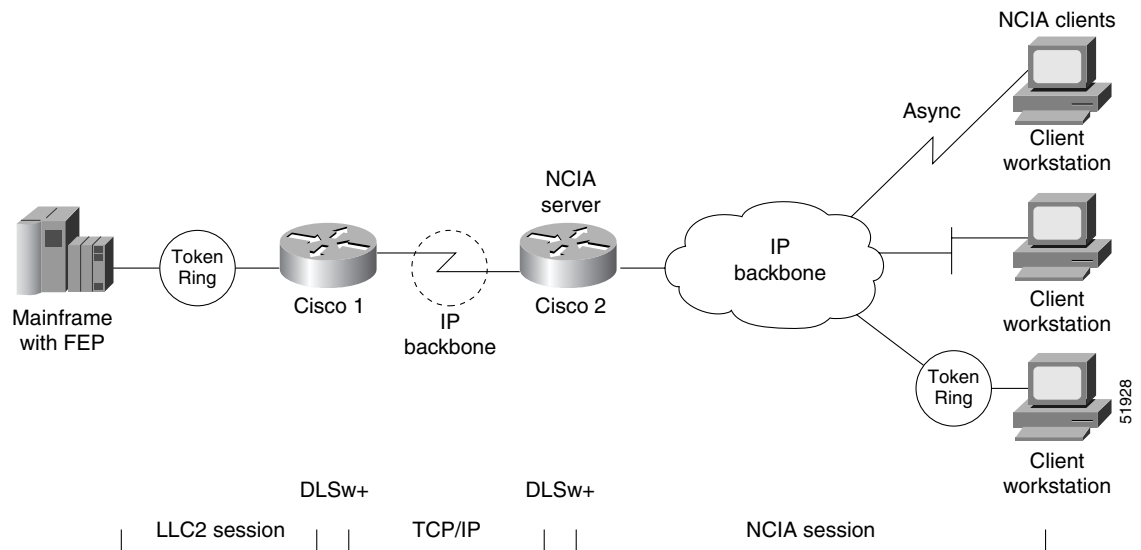 NCIA clients
Async
Client
workstation
NCIA
server
Token
Ring
IP
backbone
Cisco 1
Cisco 2
Mainframe
with FEP
IP
backbone
Client
workstation
Token
Ring
51928
Client
workstation
DLSw+
DLSw+
LLC2 session
TCP/IP
NCIA session